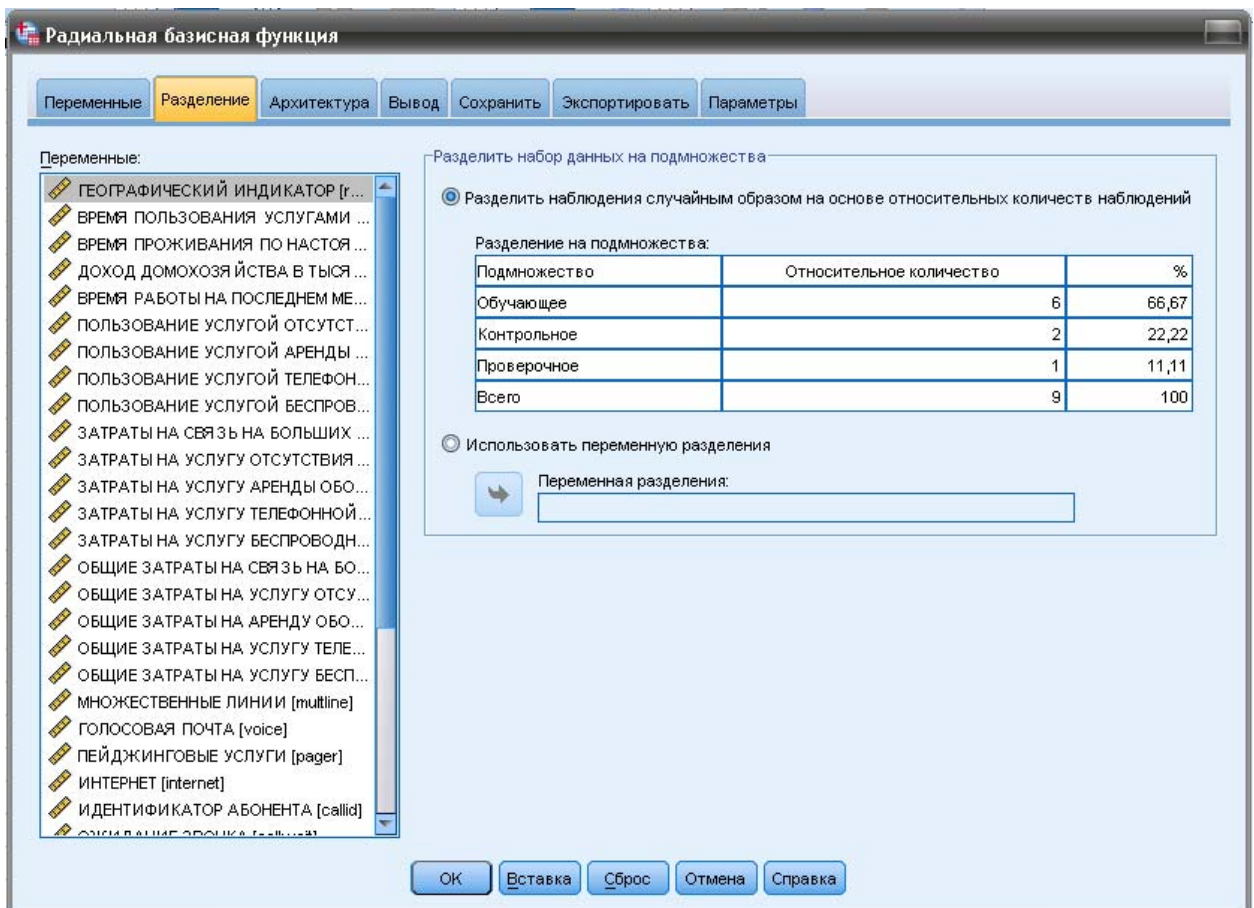 Радиальная базисная функция
Переменные Разделение Архитектура Вывод Сохранить Экспортировать Параметры
Переменные:
ГЕОГРАФИЧЕСКИЙ ИНДИКАТОР [r...
ВРЕМЯ ПОЛЬЗОВАНИЯ УСЛУГАМИ ...
ВРЕМЯ ПРОЖИВАНИЯ ПО НАСТОЯ ...
ДОХОД ДОМОХОЗЯЙСТВА В ТЫСЯ ...
ВРЕМЯ РАБОТЫ НА ПОСЛЕДНЕМ МЕ...
ПОЛЬЗОВАНИЕ УСЛУГОЙ ОТСУТСТ...
ПОЛЬЗОВАНИЕ УСЛУГОЙ АРЕНДЫ ...
ПОЛЬЗОВАНИЕ УСЛУГОЙ ТЕЛЕФОН...
ПОЛЬЗОВАНИЕ УСЛУГОЙ БЕСПРОВ...
ЗАТРАТЫ НА СВЯЗЬ НА БОЛЬШИХ ...
ЗАТРАТЫ НА УСЛУГУ ОТСУТСТВИЯ ...
ЗАТРАТЫ НА УСЛУГУ АРЕНДЫ ОБО...
ЗАТРАТЫ НА УСЛУГУ ТЕЛЕФОННОЙ...
ЗАТРАТЫ НА УСЛУГУ БЕСПРОВОДН...
ОБЩИЕ ЗАТРАТЫ НА СВЯЗЬ НА БО...
ОБЩИЕ ЗАТРАТЫ НА УСЛУГУ ОТСУ...
ОБЩИЕ ЗАТРАТЫ НА АРЕНДУ ОБО...
ОБЩИЕ ЗАТРАТЫ НА УСЛУГУ ТЕЛЕ...
ОБЩИЕ ЗАТРАТЫ НА УСЛУГУ БЕСП...
МНОЖЕСТВЕННЫЕ ЛИНИИ [multline]
ГОЛОСОВАЯ ПОЧТА [voice]
ПЕЙДЖИНГОВЫЕ УСЛУГИ [pager]
ИНТЕРНЕТ [internet]
ИДЕНТИФИКАТОР АБОНЕНТА [callid]
ОЖИДАНИЕ ЗВОНКА [callwait]
Разделить набор данных на подмножества
Разделить наблюдения случайным образом на основе относительных количеств наблюдений
Разделение на подмножества:
Подмножество Относительное количество %
Обучающее 6 66,67
Контрольное 2 22,22
Проверочное 1 11,11
Всего 9 100
Использовать переменную разделения
Переменная разделения:
OK Вставка Сброс Отмена Справка